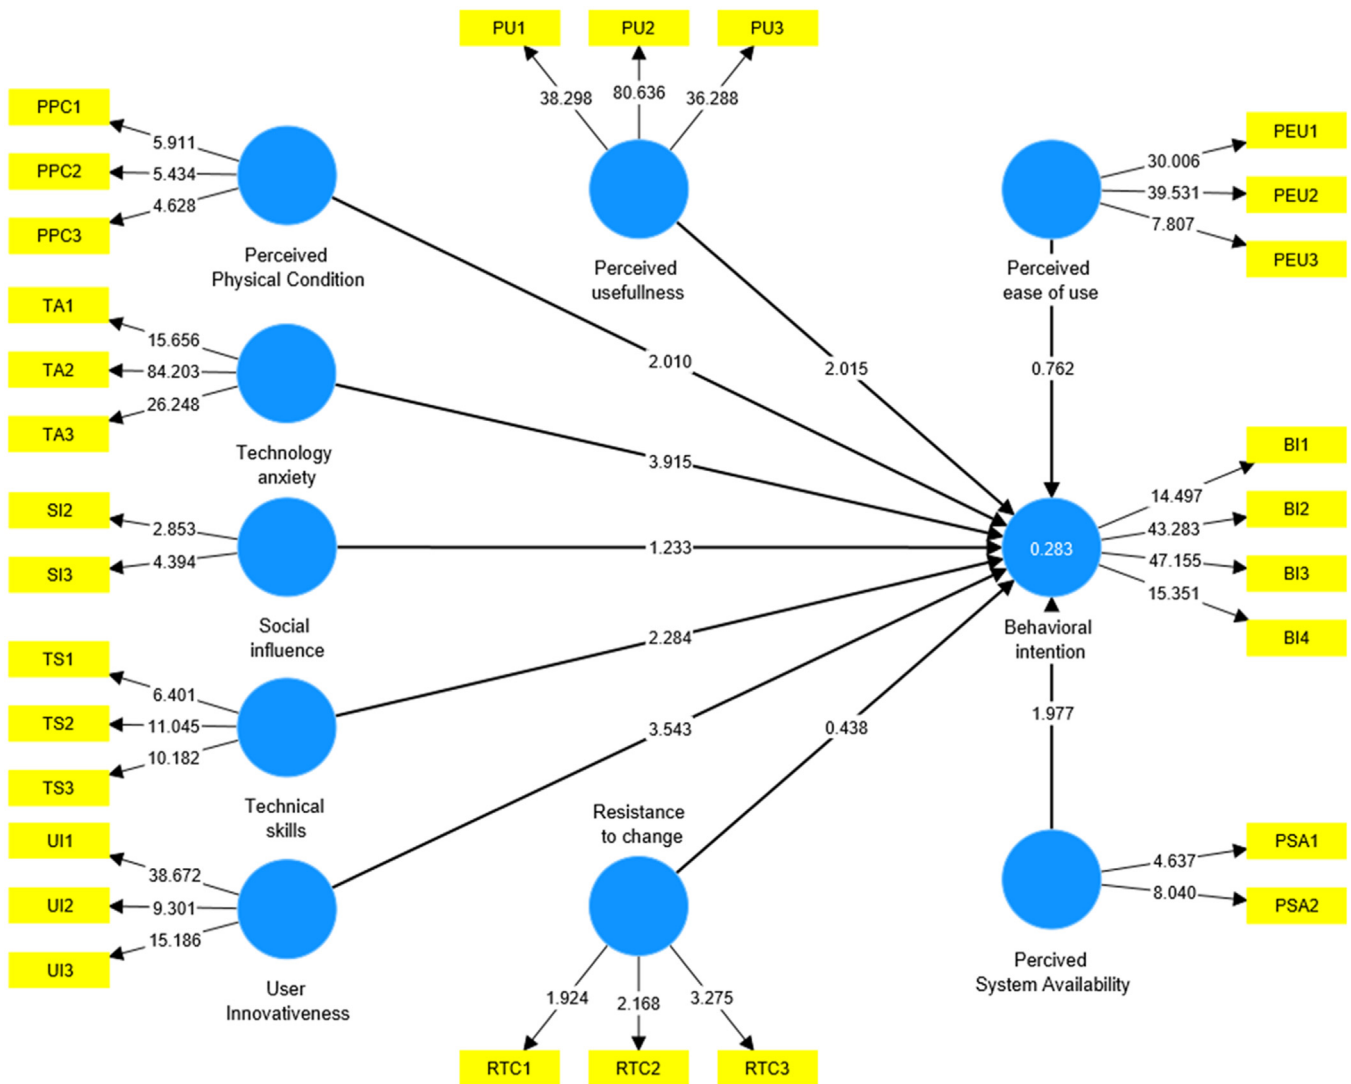 PU1
PU2
PU3
38.298
80.636
36.288
PPC1
PPC2
PPC3
5.911
5.434
4.628
Perceived
Physical Condition
Perceived
usefullness
PEU1
PEU2
PEU3
30.006
39.531
7.807
Perceived
ease of use
TA1
TA2
TA3
15.656
84.203
26.248
Technology
anxiety
2.010
2.015
0.762
3.915
SI2
SI3
2.853
4.394
Social
influence
1.233
0.283
Behavioral
intention
BI1
BI2
BI3
BI4
14.497
43.283
47.155
15.351
TS1
TS2
TS3
6.401
11.045
10.182
Technical
skills
2.284
3.543
0.438
1.977
UI1
UI2
UI3
38.672
9.301
15.186
User
Innovativeness
Resistance
to change
1.924
2.168
3.275
RTC1
RTC2
RTC3
PSA1
PSA2
4.637
8.040
Percived
System Availability